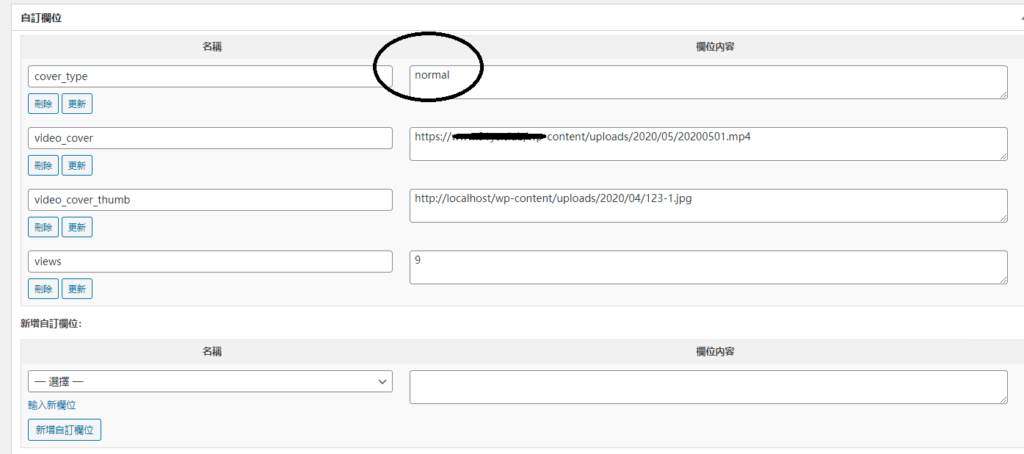 自訂欄位
名稱 欄位內容
cover_type normal
刪除 更新
video_cover https:// -content/uploads/2020/05/20200501.mp4
刪除 更新
video_cover_thumb http://localhost/wp-content/uploads/2020/04/123-1.jpg
刪除 更新
views 9
刪除 更新
新增自訂欄位:
名稱 欄位內容
— 選擇 —
輸入新欄位
新增自訂欄位